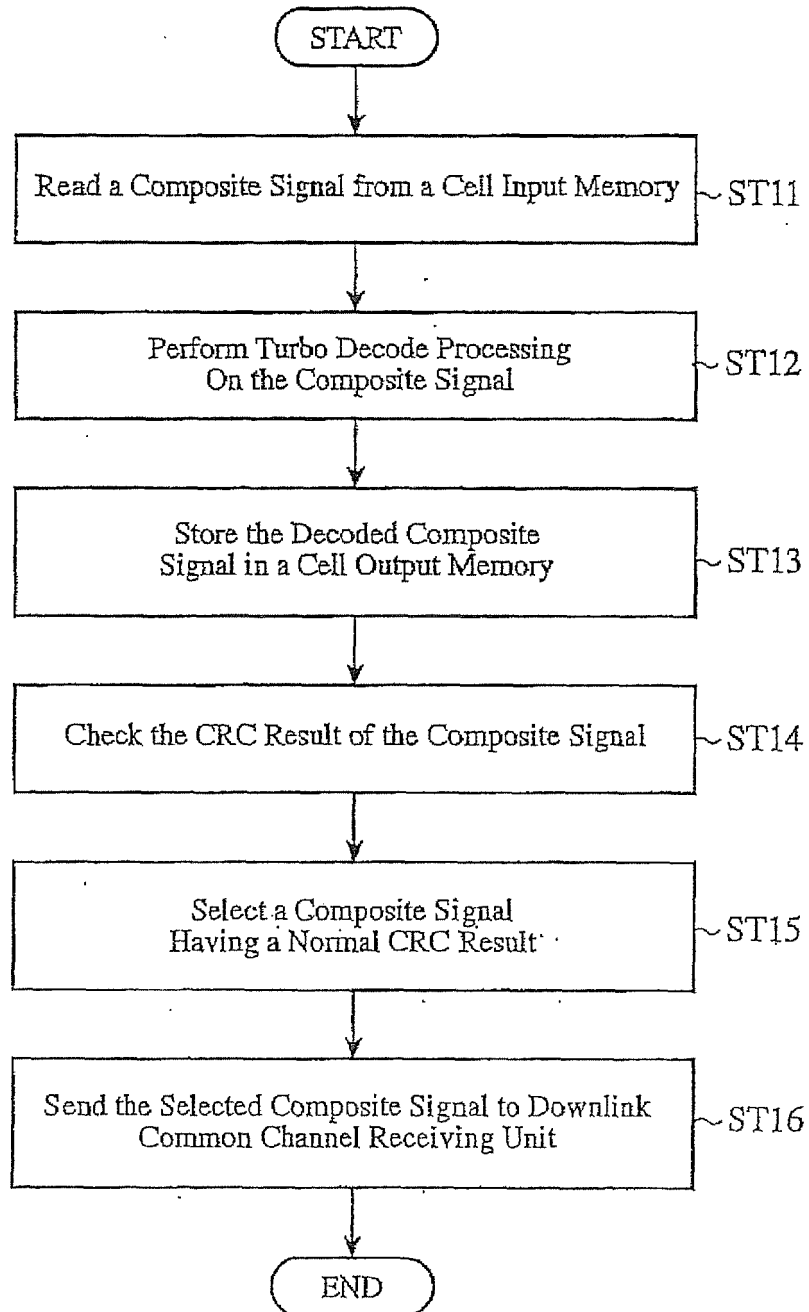 START
Read a Composite Signal from a Cell Input Memory
ST11
Perform Turbo Decode Processing
On the Composite Signal
ST12
Store the Decoded Composite
Signal in a Cell Output Memory
ST13
Check the CRC Result of the Composite Signal
ST14
Select a Composite Signal
Having a Normal CRC Result
ST15
Send the Selected Composite Signal to Downlink
Common Channel Receiving Unit
ST16
END